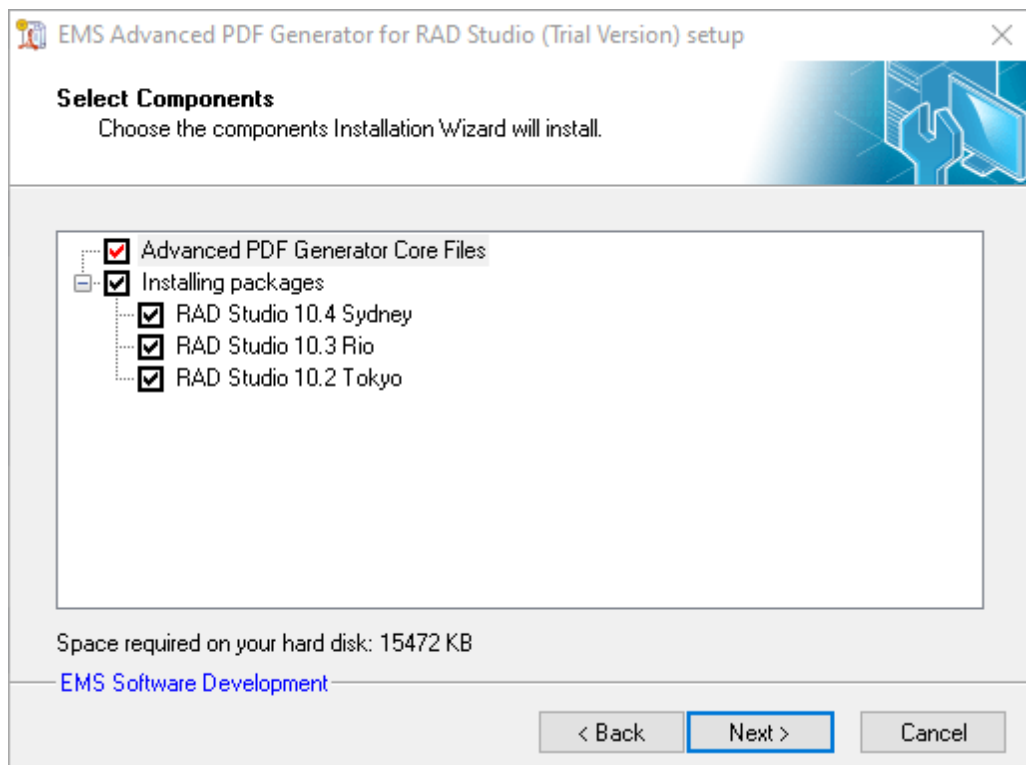 EMS Advanced PDF Generator for RAD Studio (Trial Version) setup
Select Components
Choose the components Installation Wizard will install.
Advanced PDF Generator Core Files
Installing packages
RAD Studio 10.4 Sydney
RAD Studio 10.3 Rio
RAD Studio 10.2 Tokyo
Space required on your hard disk: 15472 KB
EMS Software Development
< Back Next > Cancel